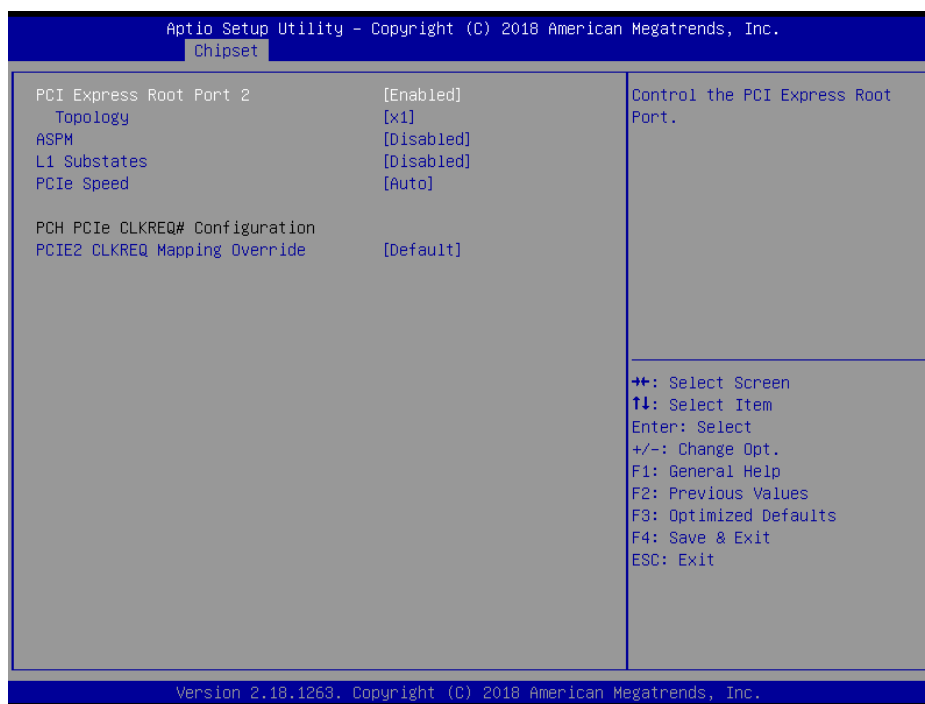 Aptio Setup Utility – Copyright (C) 2018 American Megatrends, Inc.
Chipset
PCI Express Root Port 2 [Enabled]
Topology [x1]
ASPM [Disabled]
L1 Substates [Disabled]
PCIe Speed [Auto]
PCH PCIe CLKREQ# Configuration
PCIE2 CLKREQ Mapping Override [Default]
Control the PCI Express Root
Port.
→←: Select Screen
↑↓: Select Item
Enter: Select
+/-: Change Opt.
F1: General Help
F2: Previous Values
F3: Optimized Defaults
F4: Save & Exit
ESC: Exit
Version 2.18.1263. Copyright (C) 2018 American Megatrends, Inc.